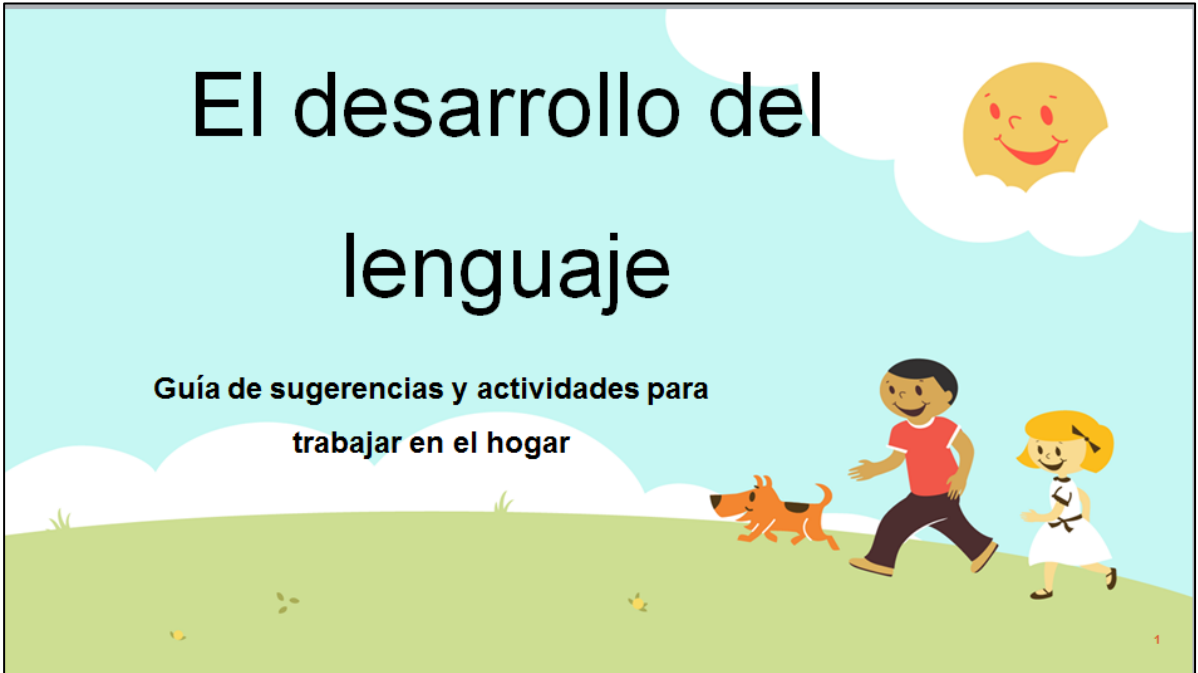 El desarrollo del
lenguaje
Guía de sugerencias y actividades para
trabajar en el hogar
1